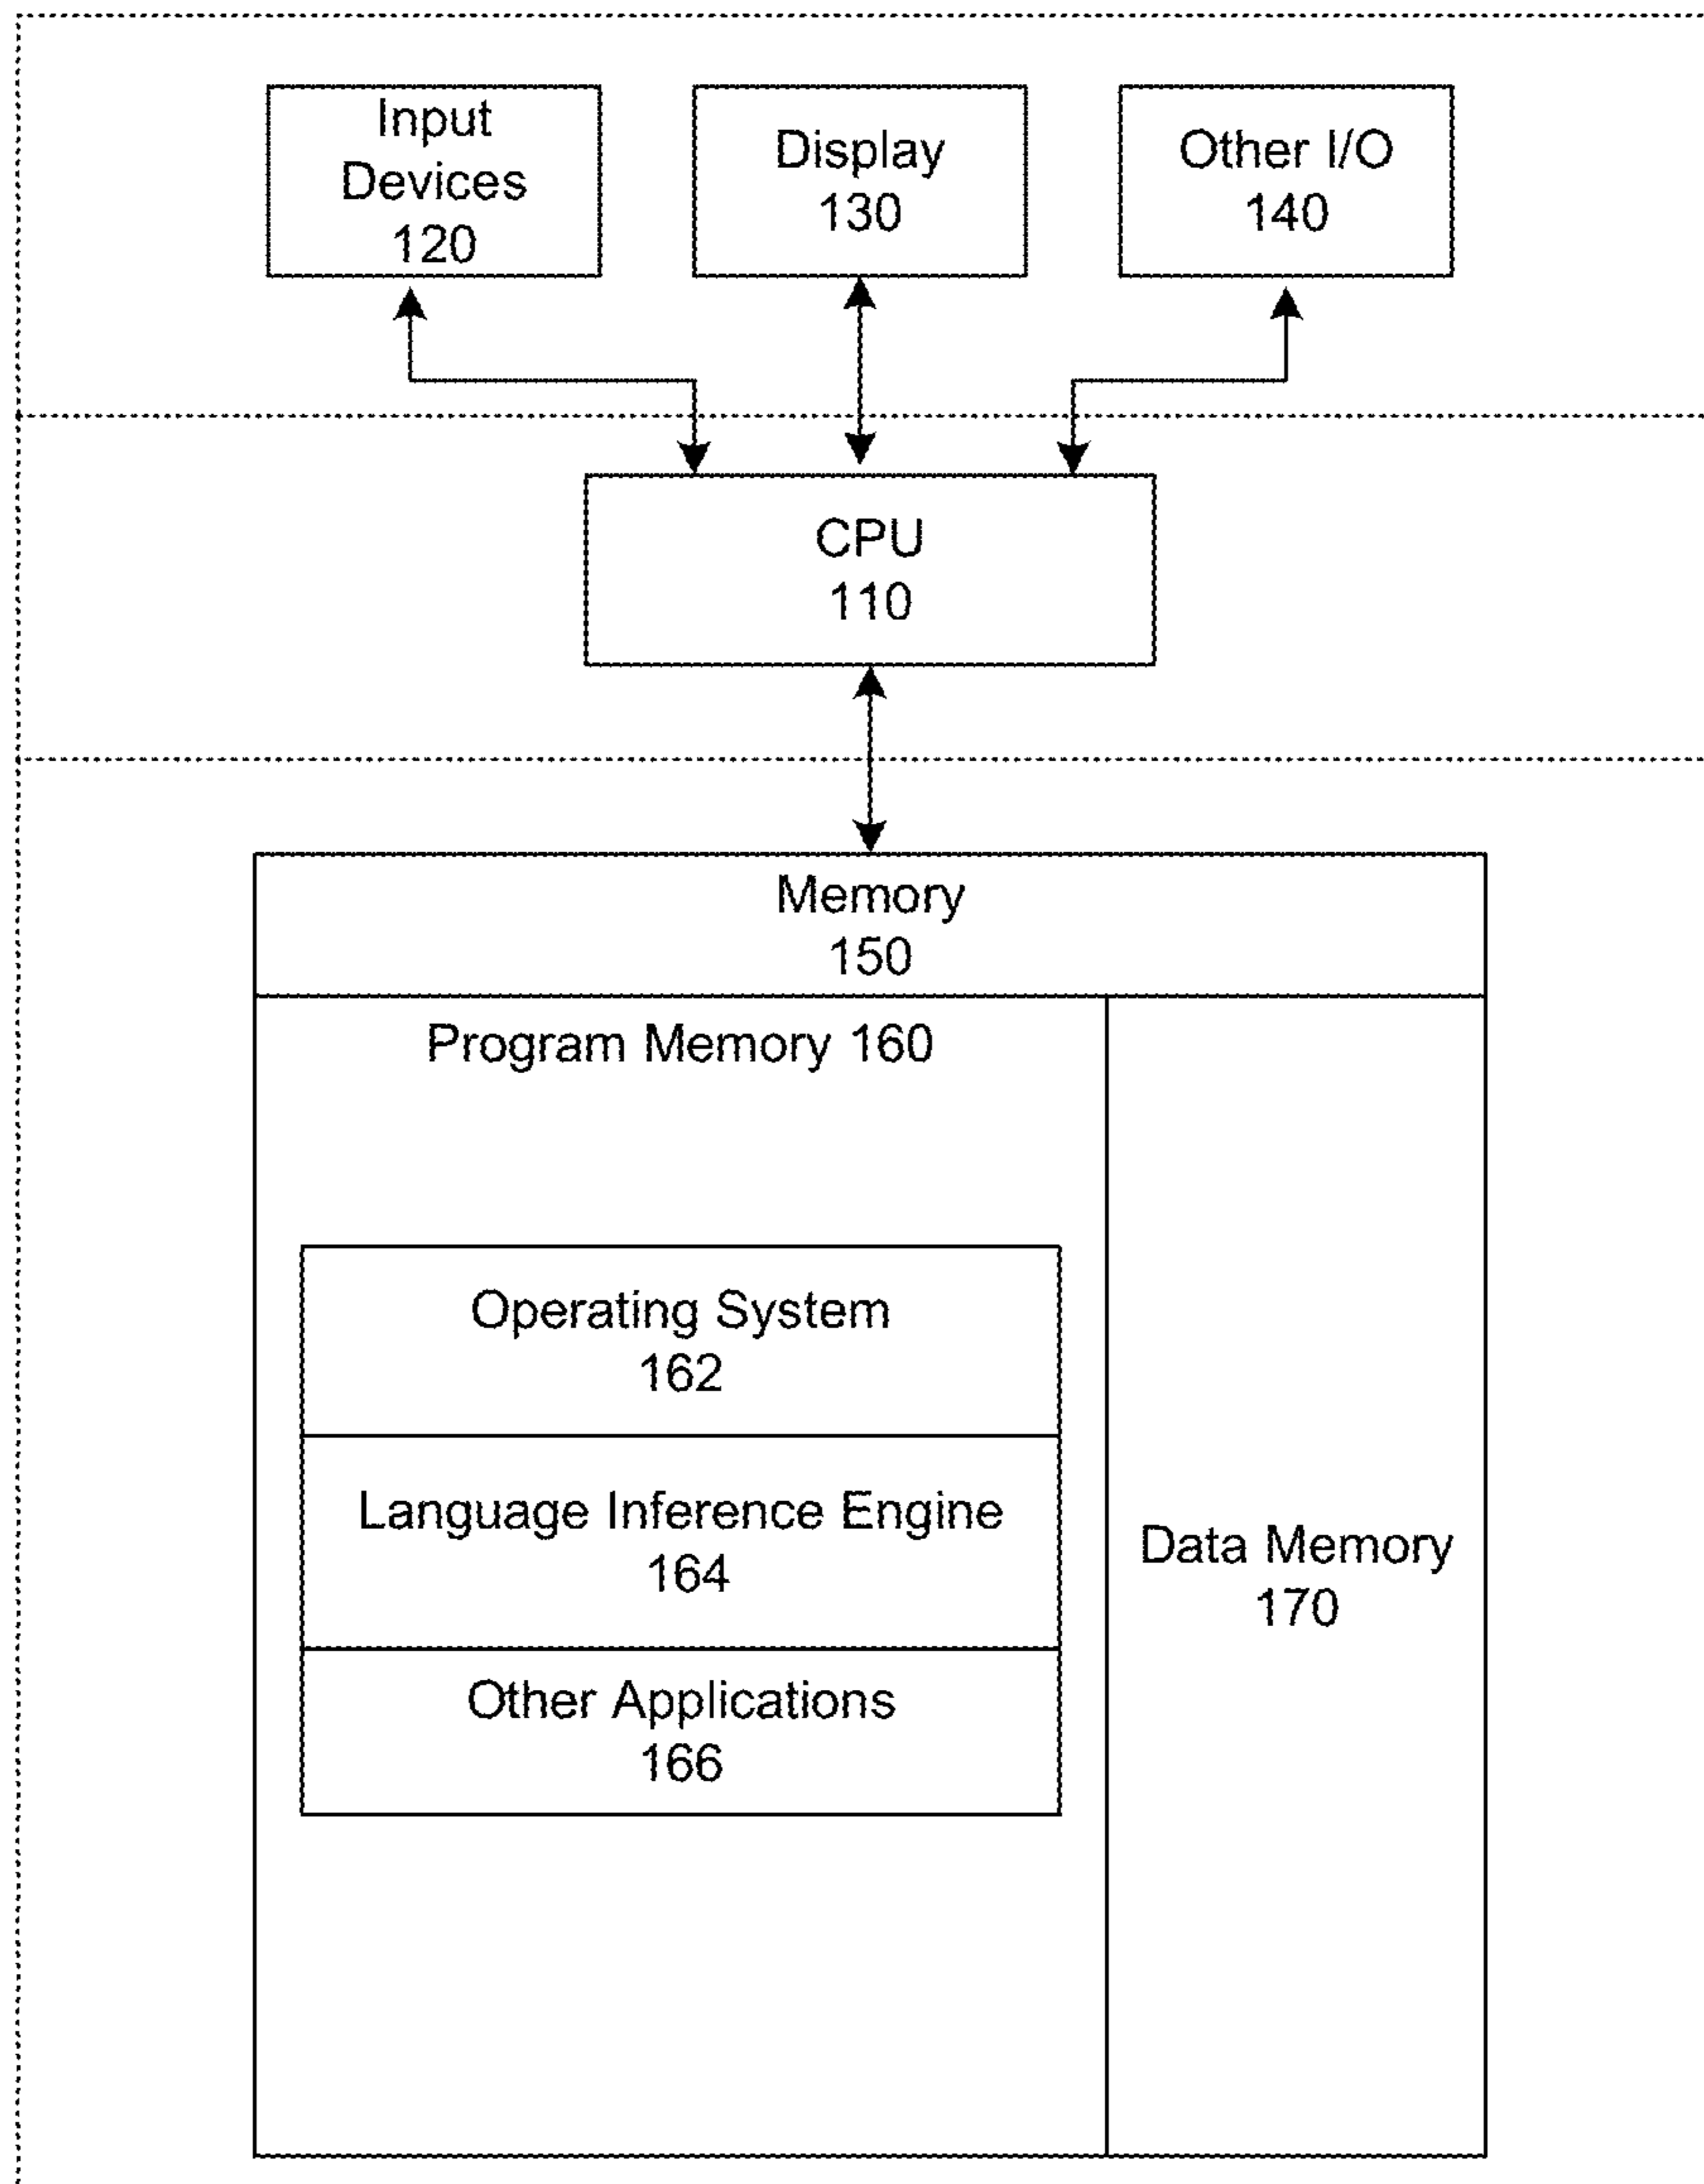 Input
Devices
120
Display
130
Other I/O
140
CPU
110
Memory
150
Program Memory 160
Operating System
162
Language Inference Engine
164
Other Applications
166
Data Memory
170